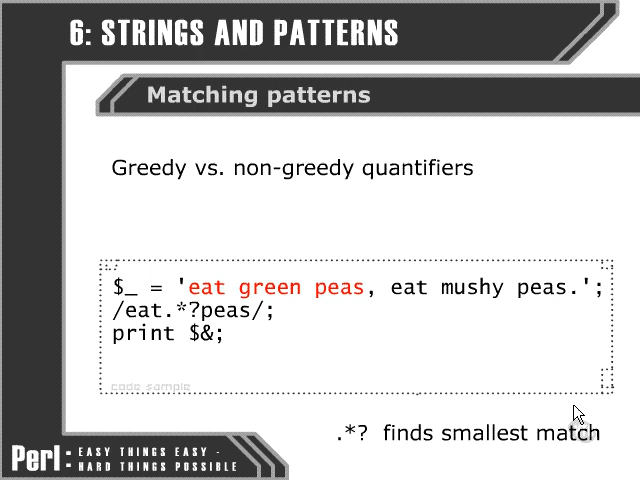 6: STRINGS AND PATTERNS
Matching patterns
Greedy vs. non-greedy quantifiers
$_ = 'eat green peas, eat mushy peas.';
/eat.*?peas/;
print $&;
code sample
.*? finds smallest match
Perl: EASY THINGS EASY -
HARD THINGS POSSIBLE